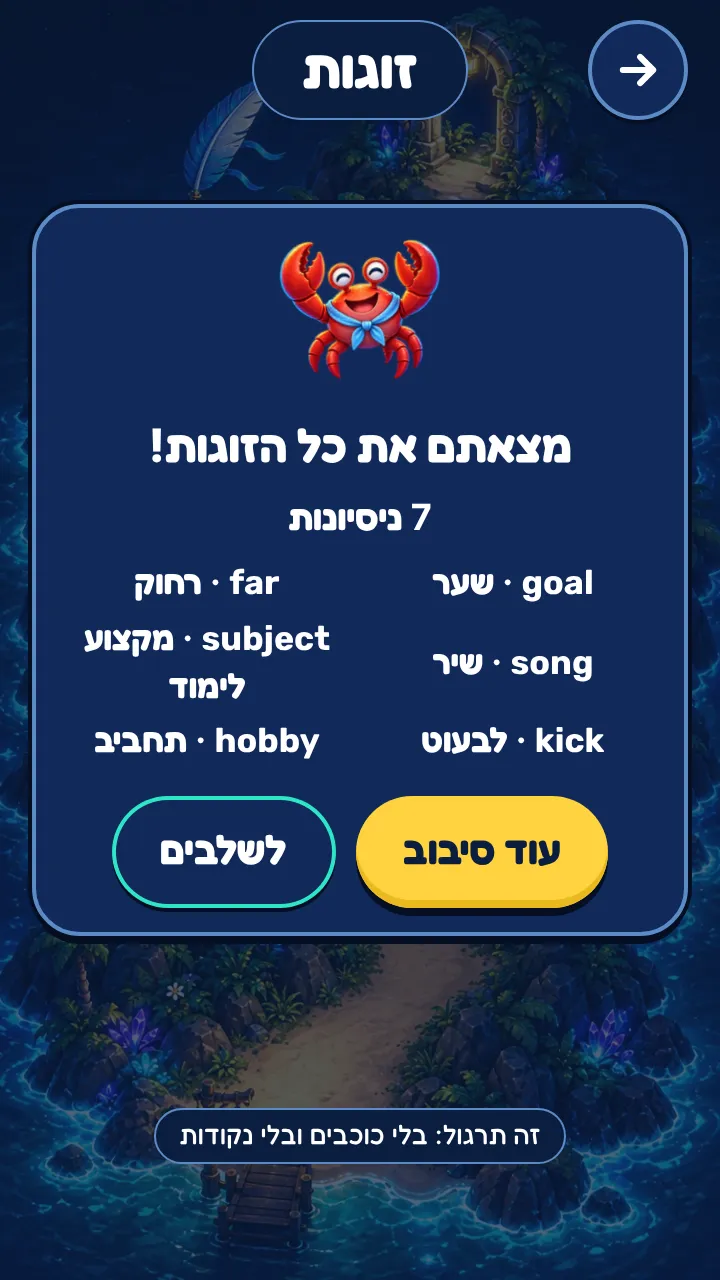 זוגות
מצאתם את כל הזוגות!
7 ניסיונות
goal · שער
far · רחוק
song · שיר
subject · מקצוע
לימוד
kick · לבעוט
hobby · תחביב
עוד סיבוב
לשלבים
זה תרגול: בלי כוכבים ובלי נקודות